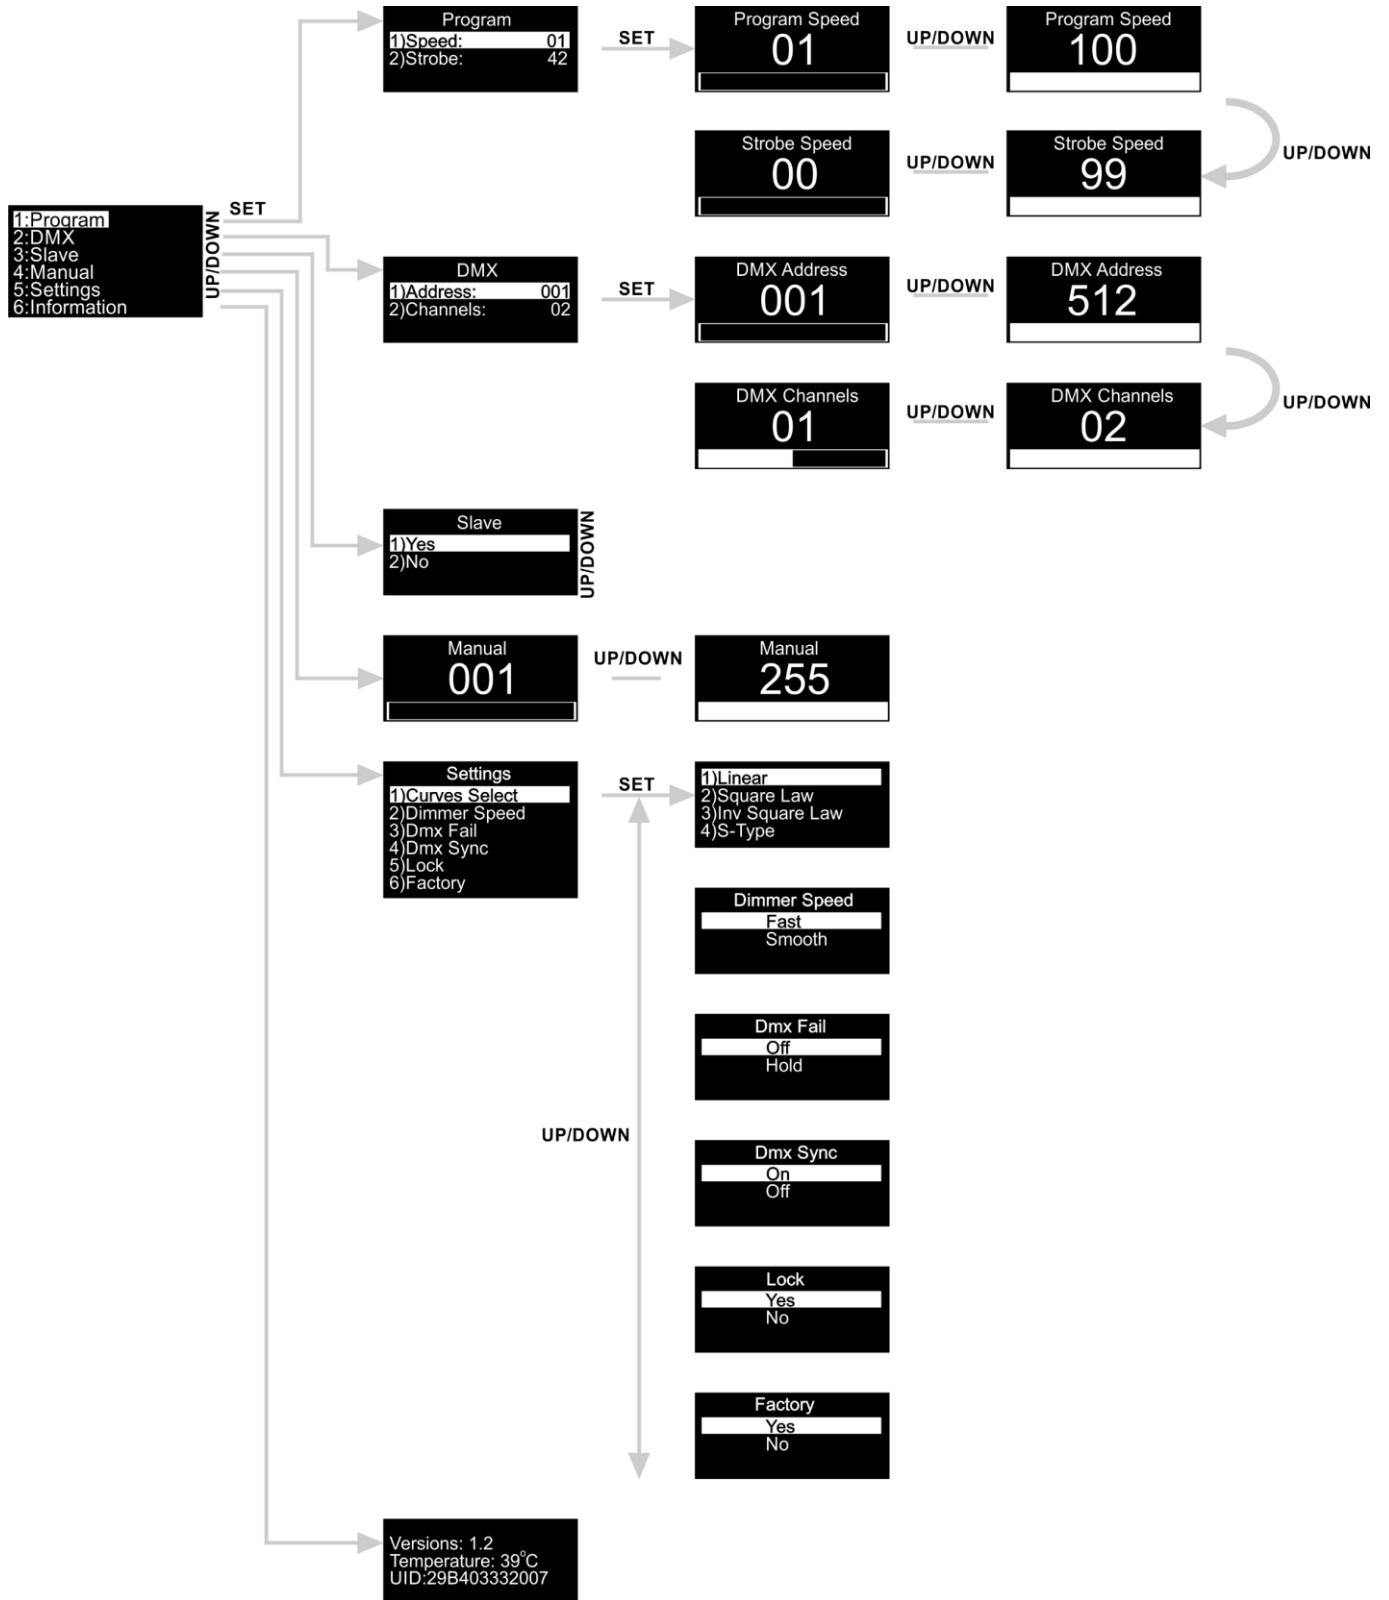 Program
1)Speed: 01
2)Strobe: 42
SET
Program Speed
01
UP/DOWN
Program Speed
100
Strobe Speed
00
UP/DOWN
Strobe Speed
99
UP/DOWN
1:Program
2:DMX
3:Slave
4:Manual
5:Settings
6:Information
UP/DOWN
SET
DMX
1)Address: 001
2)Channels: 02
SET
DMX Address
001
UP/DOWN
DMX Address
512
DMX Channels
01
UP/DOWN
DMX Channels
02
UP/DOWN
Slave
1)Yes
2)No
UP/DOWN
Manual
001
UP/DOWN
Manual
255
Settings
1)Curves Select
2)Dimmer Speed
3)Dmx Fail
4)Dmx Sync
5)Lock
6)Factory
SET
1)Linear
2)Square Law
3)Inv Square Law
4)S-Type
Dimmer Speed
Fast
Smooth
Dmx Fail
Off
Hold
UP/DOWN
Dmx Sync
On
Off
Lock
Yes
No
Factory
Yes
No
Versions: 1.2
Temperature: 39°C
UID:29B403332007